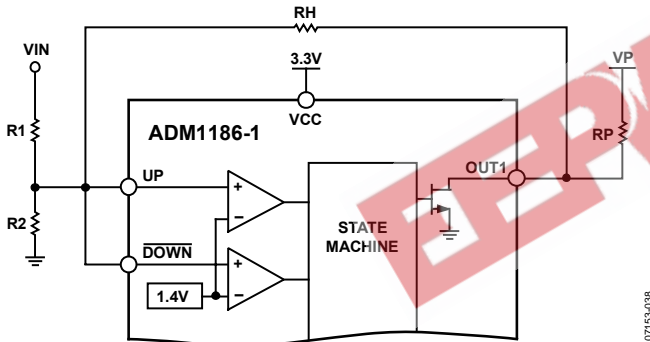 RH
VIN
3.3V
VP
VCC
ADM1186-1
R1
RP
UP
OUT1
R2
DOWN
STATE
MACHINE
1.4V
+
−
+
−
07153-038